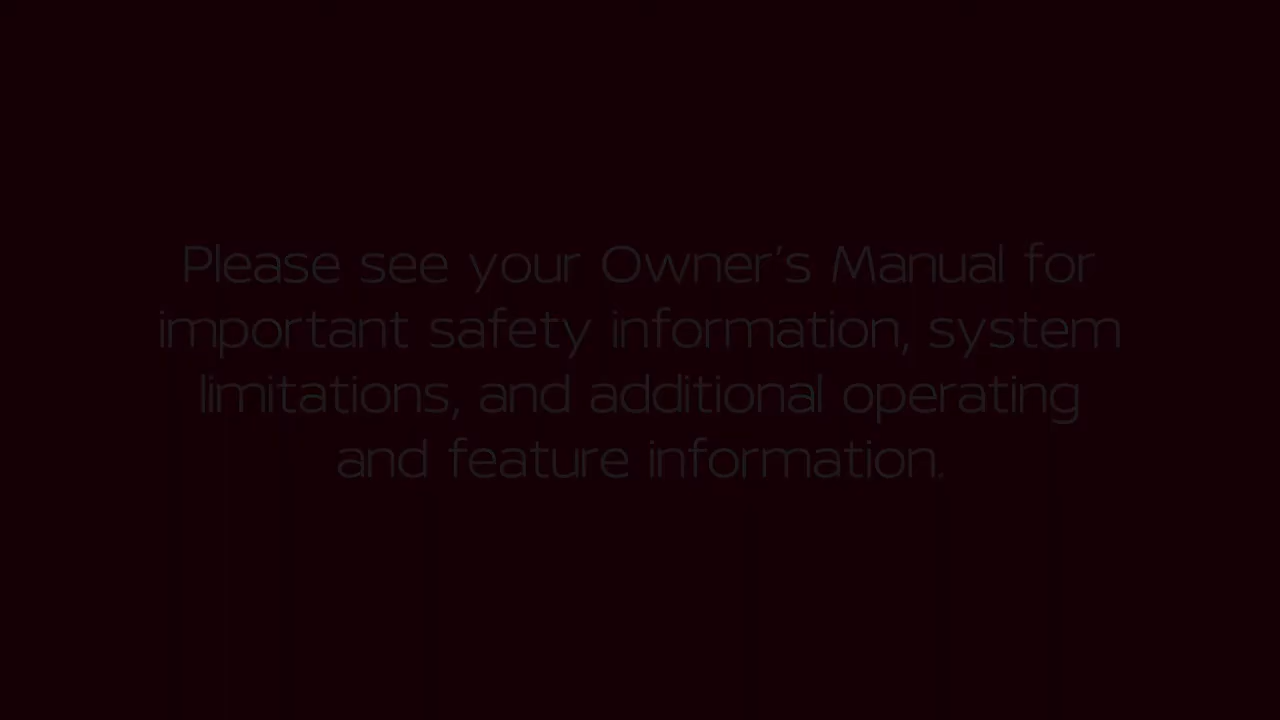 Please see your Owner’s Manual for
important safety information, system
limitations, and additional operating
and feature information.